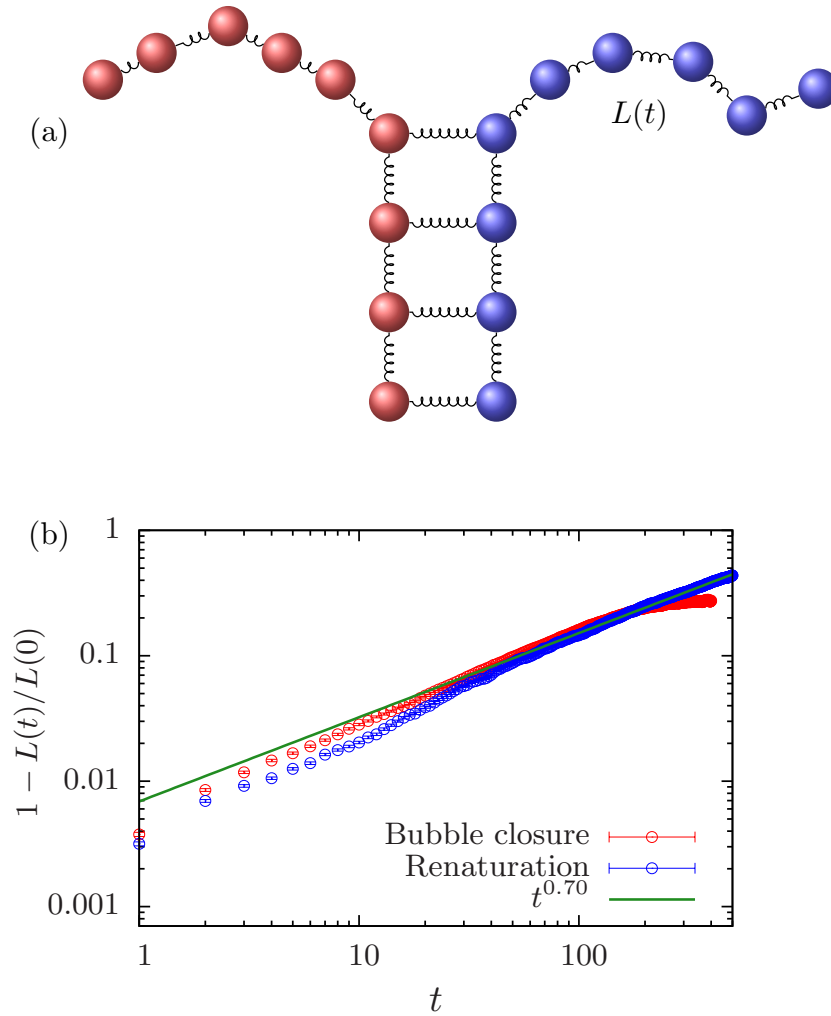 (a)
L(t)
(b)
1
0.1
0.01
0.001
1 − L(t)/L(0)
Bubble closure
Renaturation
t^0.70
1
10
100
t